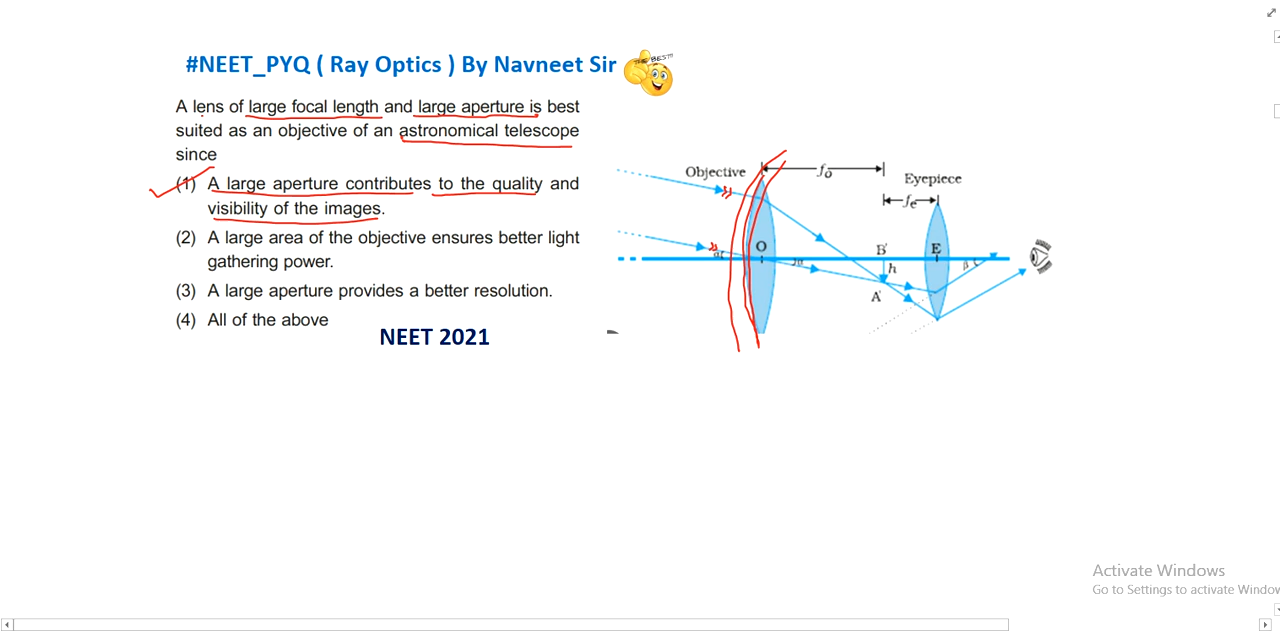 #NEET_PYQ ( Ray Optics ) By Navneet Sir
THE BEST!!!
A lens of large focal length and large aperture is best
suited as an objective of an astronomical telescope
since
(1) A large aperture contributes to the quality and
visibility of the images.
(2) A large area of the objective ensures better light
gathering power.
(3) A large aperture provides a better resolution.
(4) All of the above
NEET 2021
Objective
fo
Eyepiece
fe
O
B'
E
h
β
A'
Activate Windows
Go to Settings to activate Window